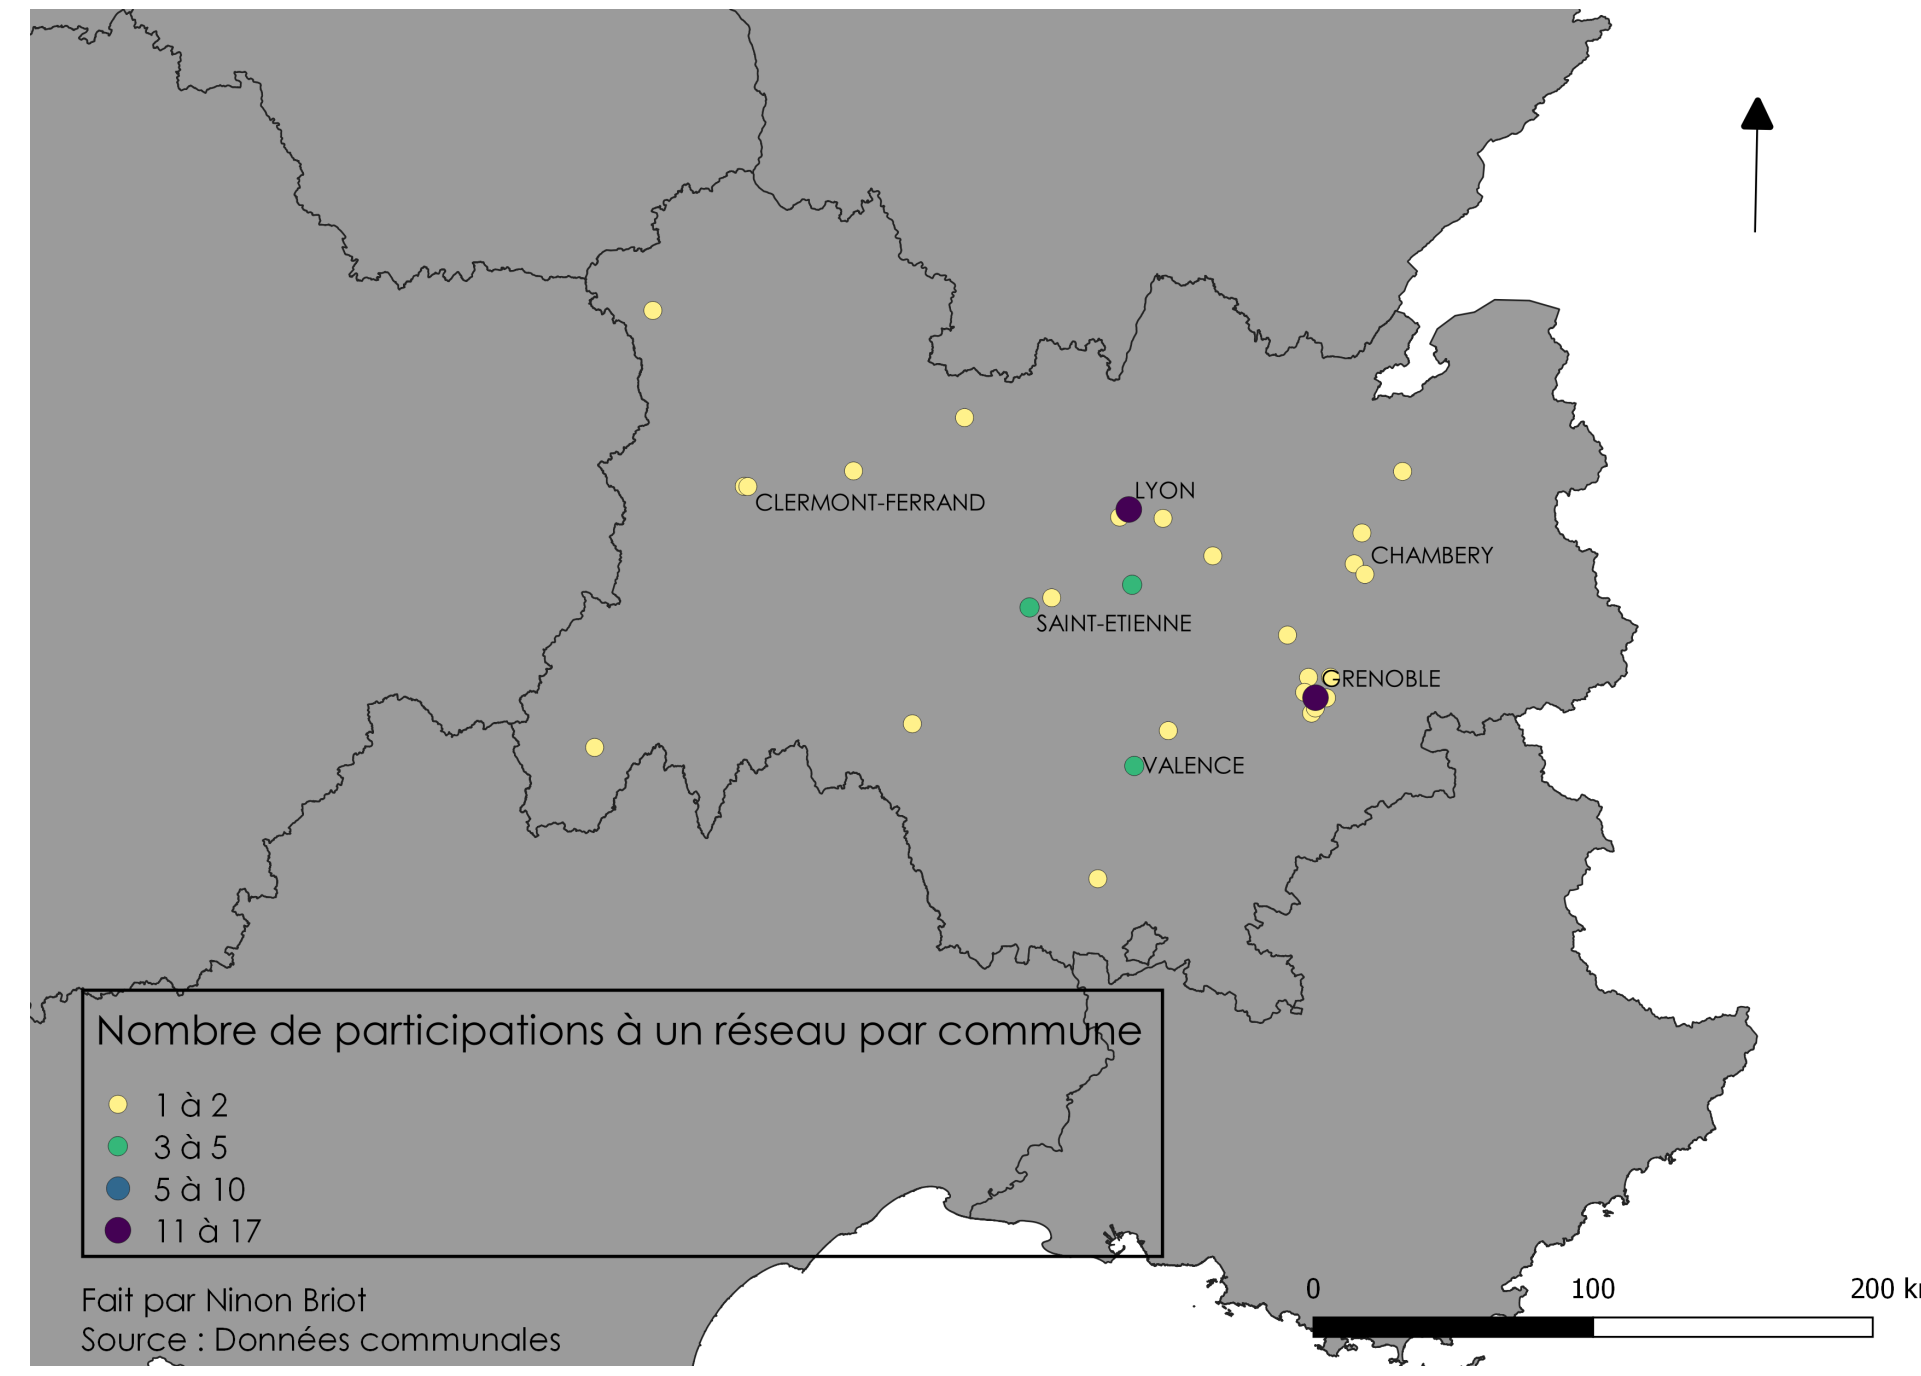 LYON
CLERMONT-FERRAND
CHAMBERY
SAINT-ETIENNE
GRENOBLE
VALENCE
Nombre de participations à un réseau par commune
1 à 2
3 à 5
5 à 10
11 à 17
Fait par Ninon Briot
Source : Données communales
0 100 200 k